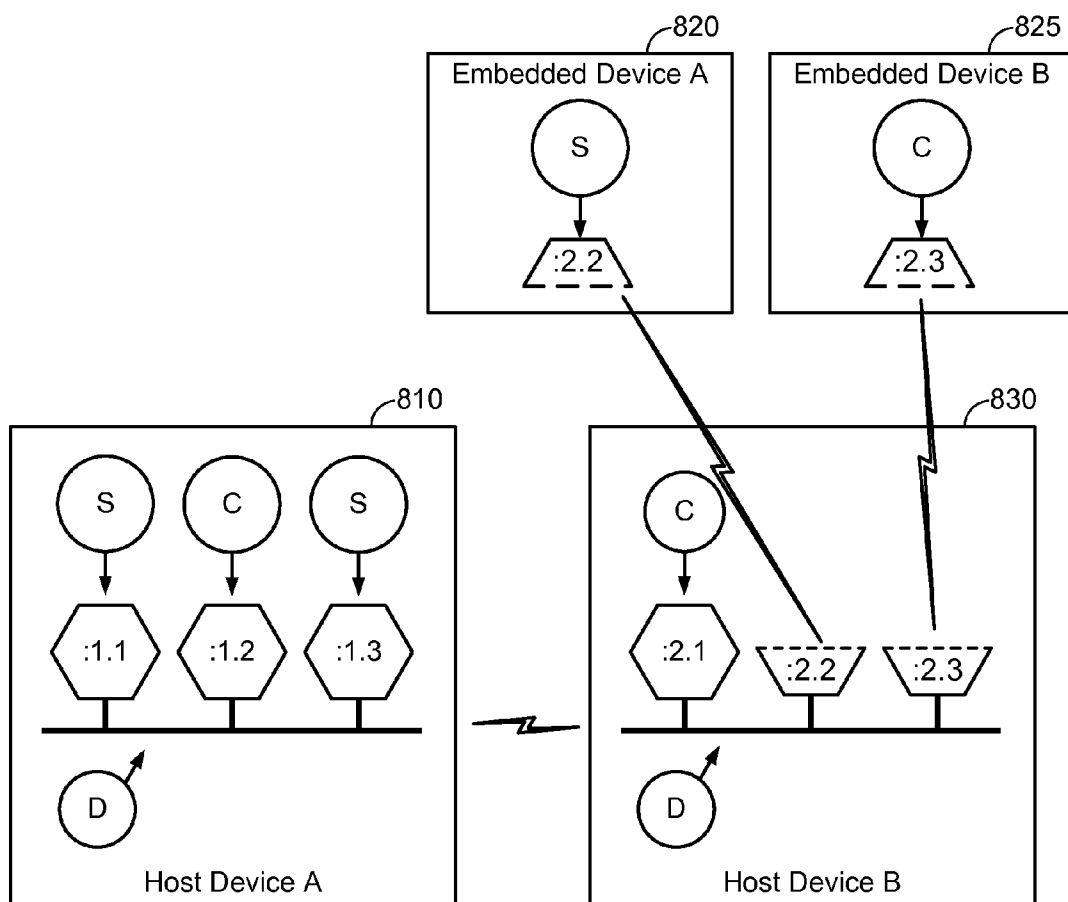 820
825
Embedded Device A
Embedded Device B
S
C
:2.2
:2.3
810
830
S
C
S
C
:1.1
:1.2
:1.3
:2.1
:2.2
:2.3
D
D
Host Device A
Host Device B